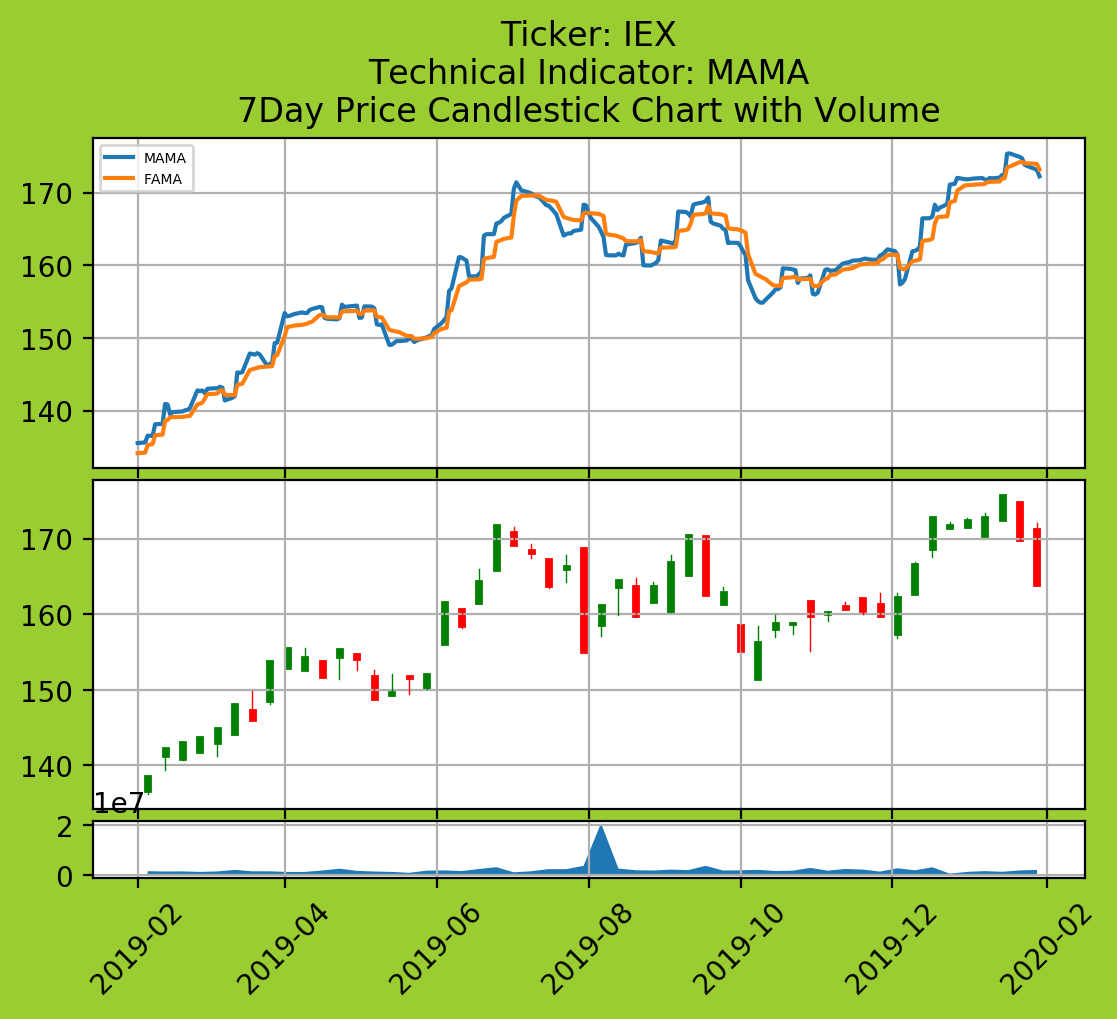 Ticker: IEX
Technical Indicator: MAMA
7Day Price Candlestick Chart with Volume
MAMA
FAMA
170
160
150
140
170
160
150
140
1e7
2
0
2019-02
2019-04
2019-06
2019-08
2019-10
2019-12
2020-02